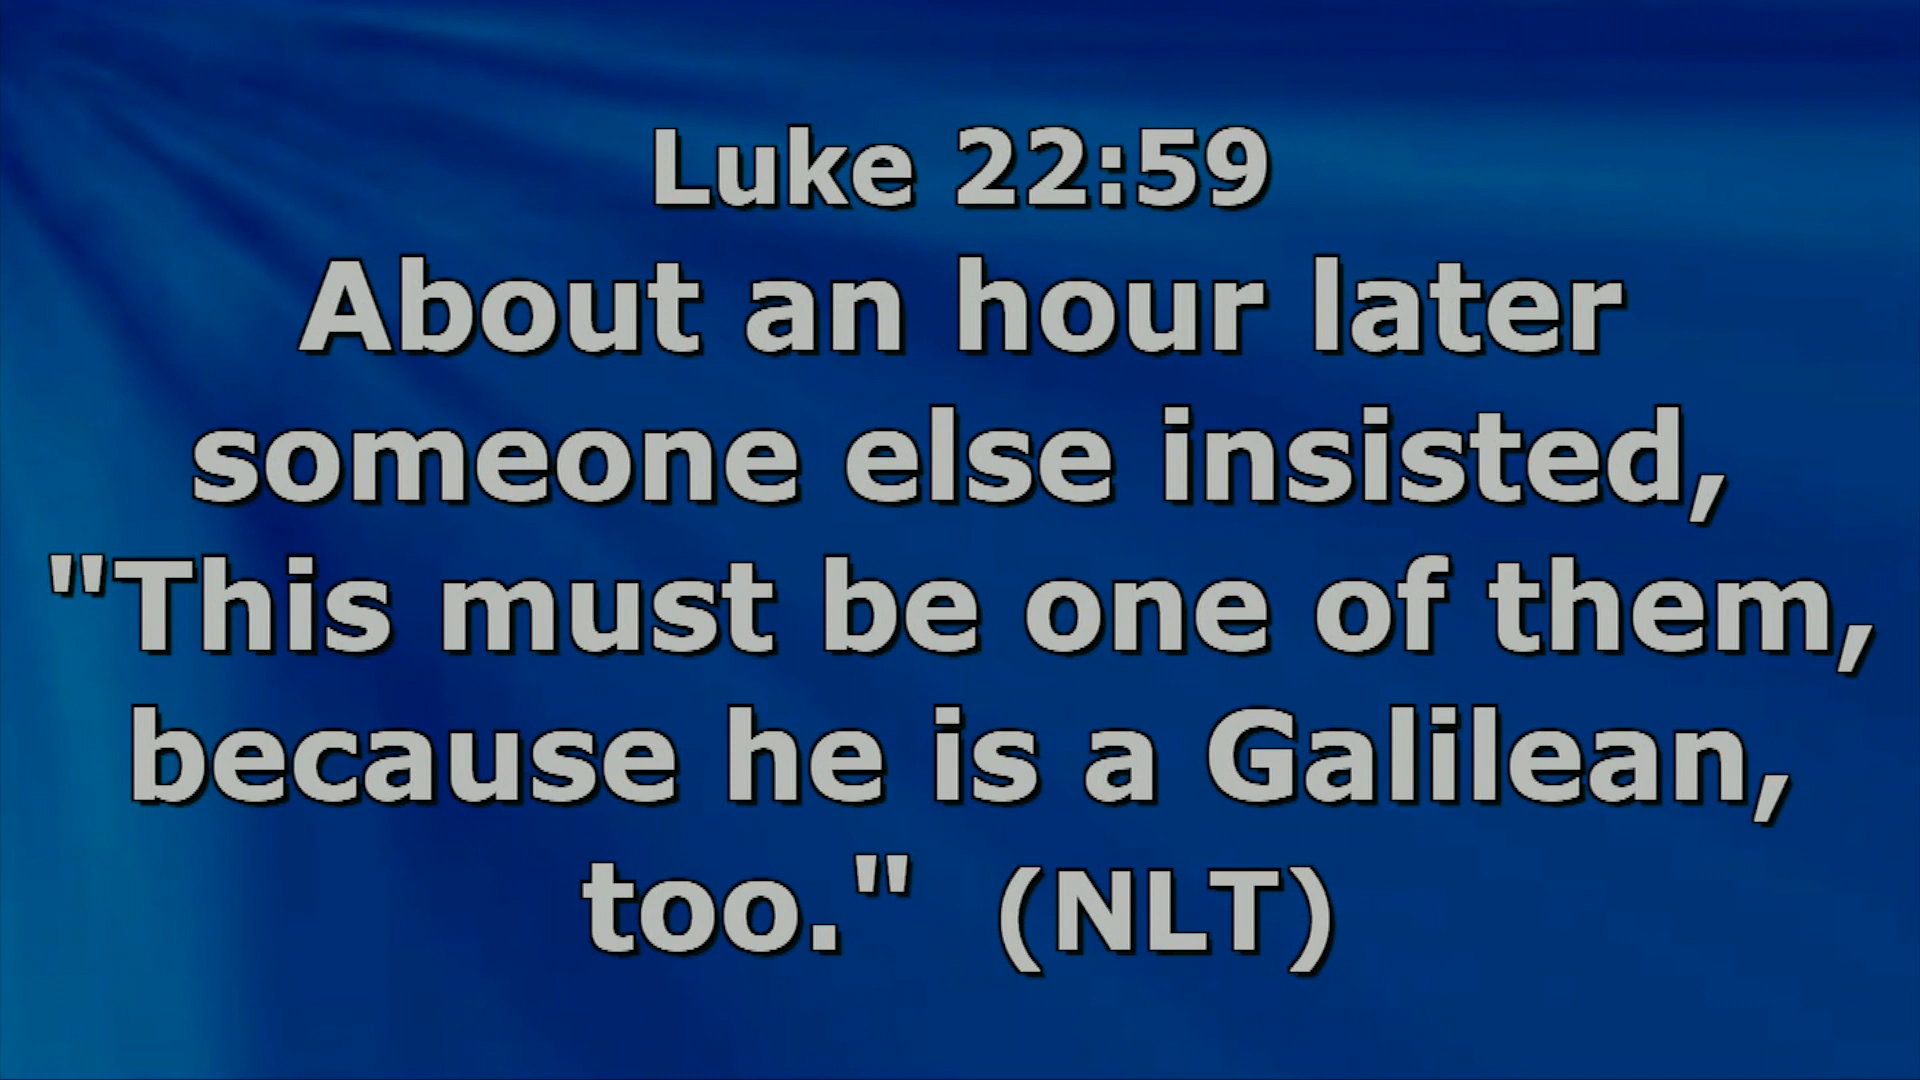 Luke 22:59
About an hour later
someone else insisted,
"This must be one of them,
because he is a Galilean,
too." (NLT)